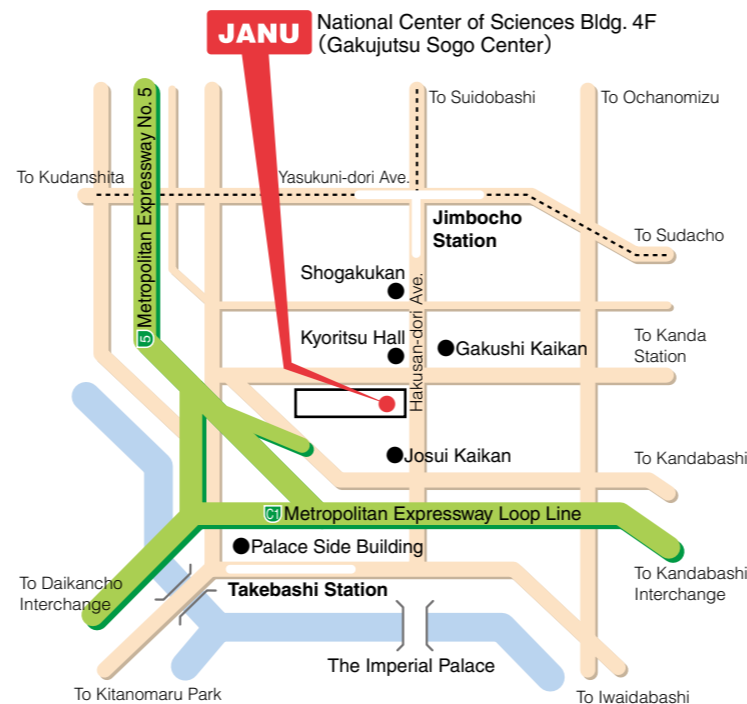 JANU
National Center of Sciences Bldg. 4F
(Gakujutsu Sogo Center)
To Suidobashi
To Ochanomizu
Metropolitan Expressway No. 5
5
To Kudanshita
Yasukuni-dori Ave.
Jimbocho
Station
To Sudacho
Shogakukan
Hakusan-dori Ave.
Kyoritsu Hall
Gakushi Kaikan
To Kanda
Station
Josui Kaikan
To Kandabashi
C1
Metropolitan Expressway Loop Line
Palace Side Building
To Daikancho
Interchange
Takebashi Station
To Kandabashi
Interchange
The Imperial Palace
To Kitanomaru Park
To Iwaidabashi